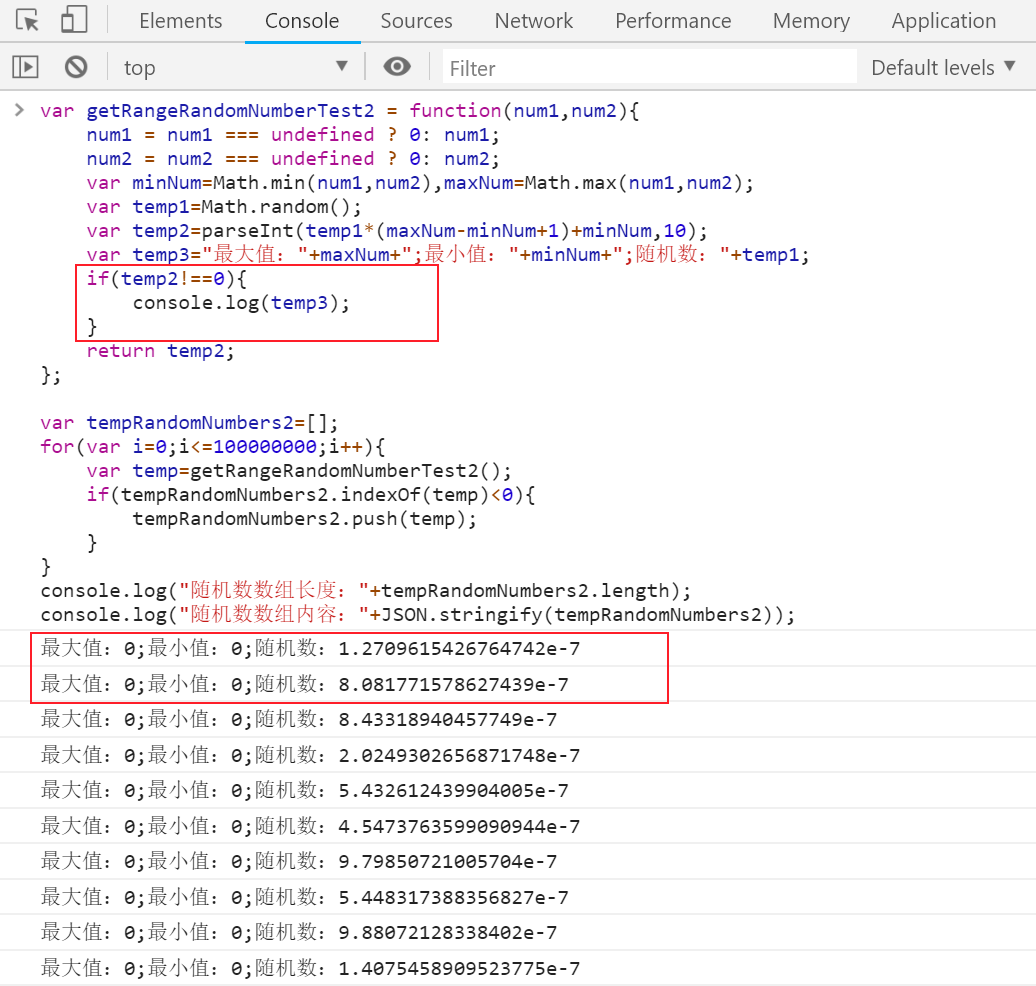 Elements Console Sources Network Performance Memory Application
top Filter Default levels
var getRangeRandomNumberTest2 = function(num1,num2){
    num1 = num1 === undefined ? 0: num1;
    num2 = num2 === undefined ? 0: num2;
    var minNum=Math.min(num1,num2),maxNum=Math.max(num1,num2);
    var temp1=Math.random();
    var temp2=parseInt(temp1*(maxNum-minNum+1)+minNum,10);
    var temp3="最大值："+maxNum+";最小值："+minNum+";随机数："+temp1;
    if(temp2!==0){
        console.log(temp3);
    }
    return temp2;
};
var tempRandomNumbers2=[];
for(var i=0;i<=100000000;i++){
    var temp=getRangeRandomNumberTest2();
    if(tempRandomNumbers2.indexOf(temp)<0){
        tempRandomNumbers2.push(temp);
    }
}
console.log("随机数数组长度："+tempRandomNumbers2.length);
console.log("随机数数组内容："+JSON.stringify(tempRandomNumbers2));
最大值：0;最小值：0;随机数：1.2709615426764742e-7
最大值：0;最小值：0;随机数：8.081771578627439e-7
最大值：0;最小值：0;随机数：8.43318940457749e-7
最大值：0;最小值：0;随机数：2.0249302656871748e-7
最大值：0;最小值：0;随机数：5.432612439904005e-7
最大值：0;最小值：0;随机数：4.5473763599090944e-7
最大值：0;最小值：0;随机数：9.79850721005704e-7
最大值：0;最小值：0;随机数：5.448317388356827e-7
最大值：0;最小值：0;随机数：9.88072128338402e-7
最大值：0;最小值：0;随机数：1.4075458909523775e-7